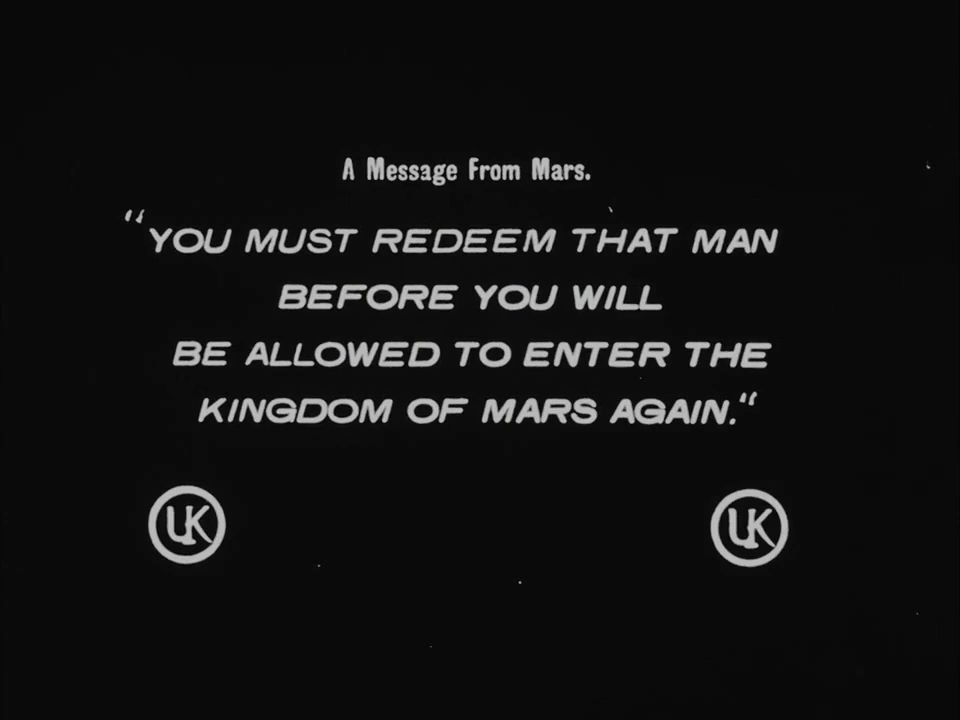 A Message From Mars.
"YOU MUST REDEEM THAT MAN
BEFORE YOU WILL
BE ALLOWED TO ENTER THE
KINGDOM OF MARS AGAIN."
UK UK